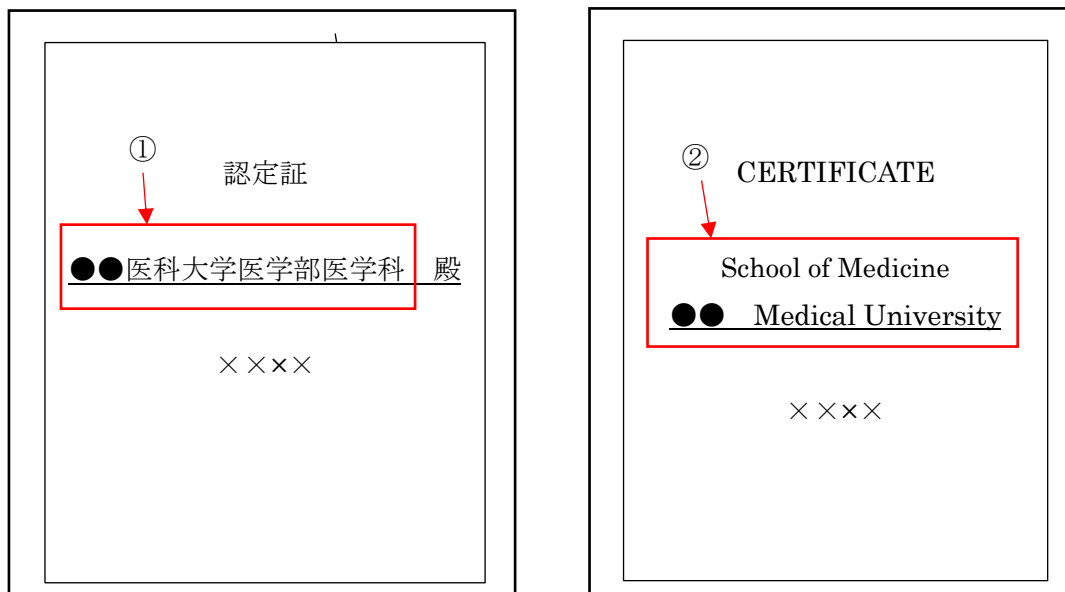 ①
認定証
●●医科大学医学部医学科　殿
××××
②
CERTIFICATE
School of Medicine
●●　Medical University
××××